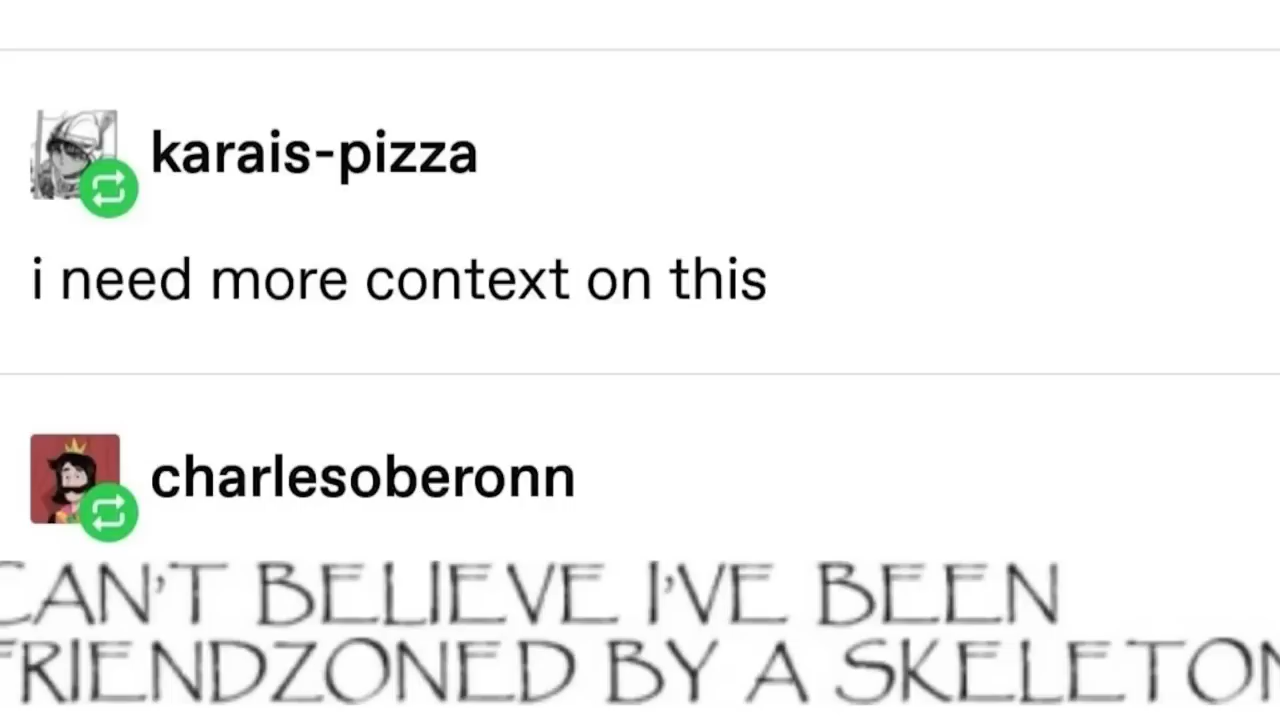 karais-pizza
i need more context on this
charlesoberonn
CAN'T BELIEVE I'VE BEEN
FRIENDZONED BY A SKELETON